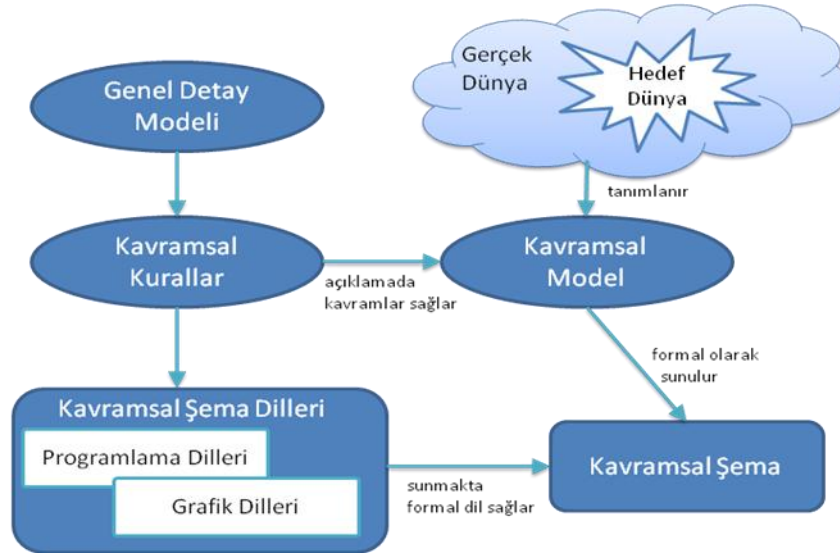 Genel Detay
Modeli
Gerçek
Dünya
Hedef
Dünya
tanımlanır
Kavramsal
Kurallar
açıklamada
kavramlar sağlar
Kavramsal
Model
formal olarak
sunulur
Kavramsal Şema Dilleri
Programlama Dilleri
Grafik Dilleri
sunmakta
formal dil sağlar
Kavramsal Şema